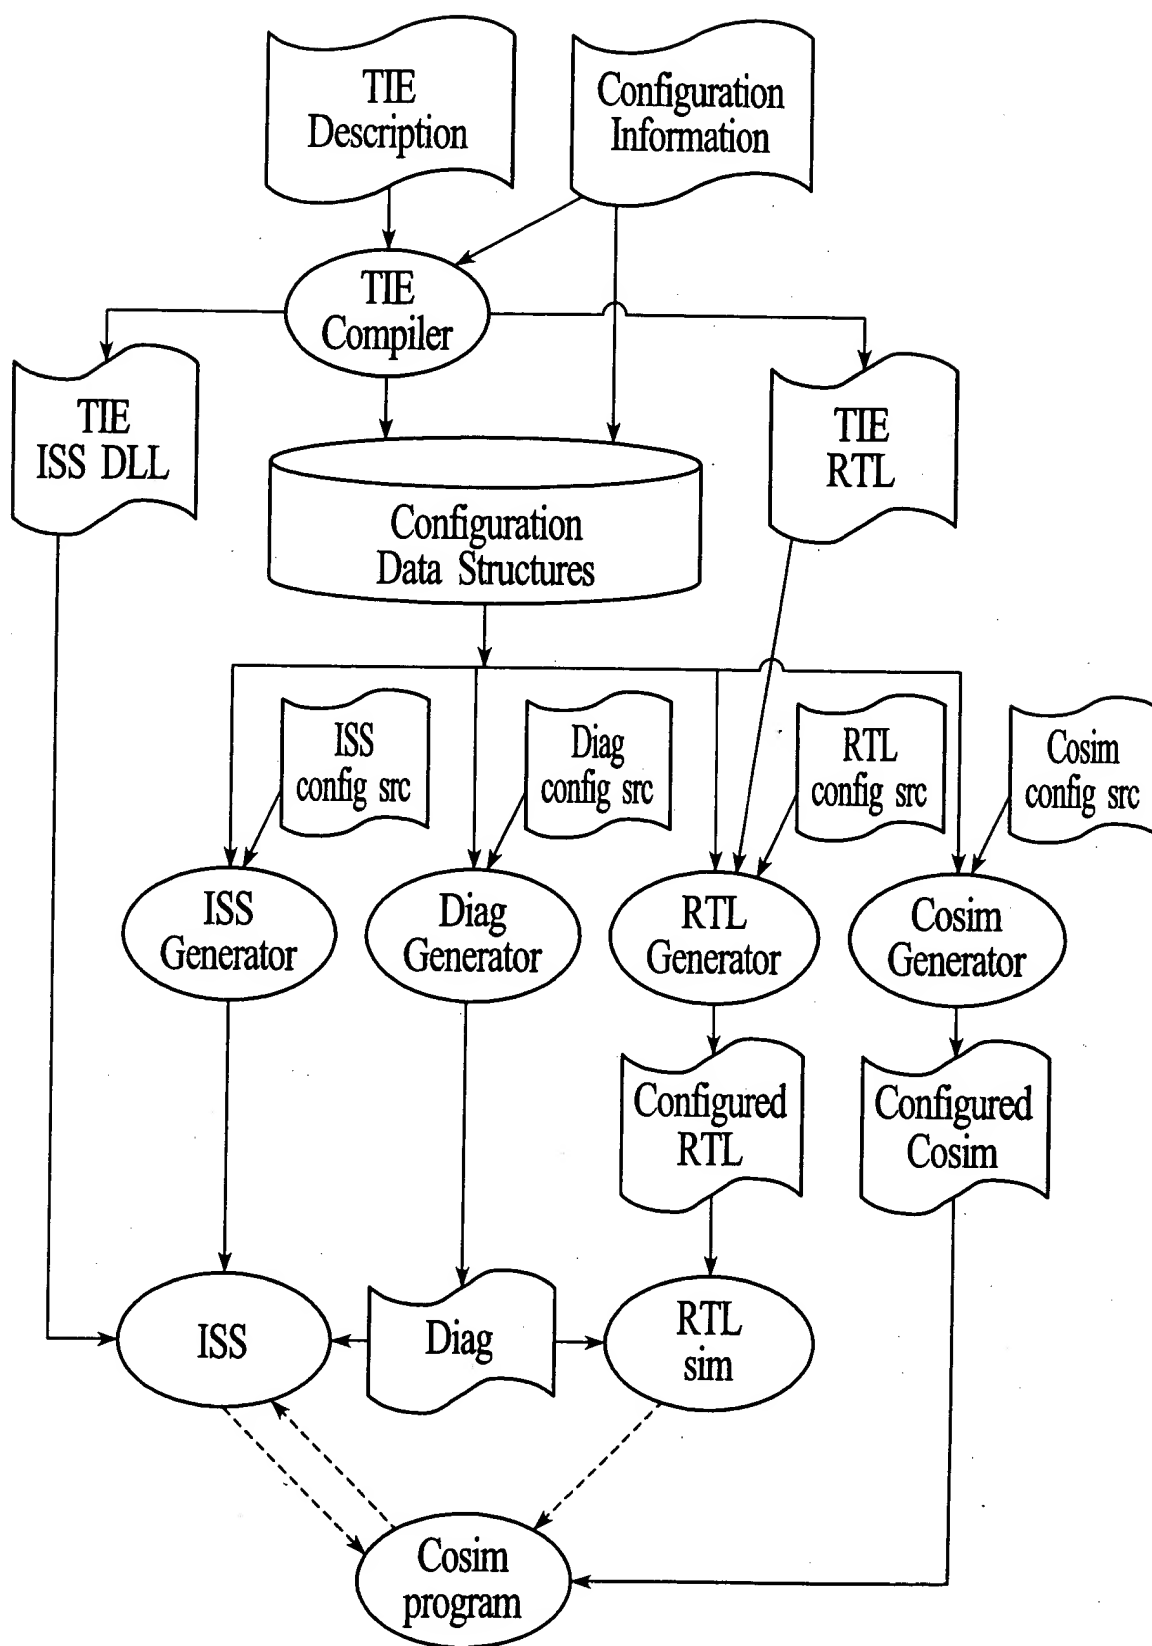 TIE
Description
Configuration
Information
TIE
Compiler
TIE
ISS DLL
TIE
RTL
Configuration
Data Structures
ISS
config src
Diag
config src
RTL
config src
Cosim
config src
ISS
Generator
Diag
Generator
RTL
Generator
Cosim
Generator
Configured
RTL
Configured
Cosim
ISS
Diag
RTL
sim
Cosim
program